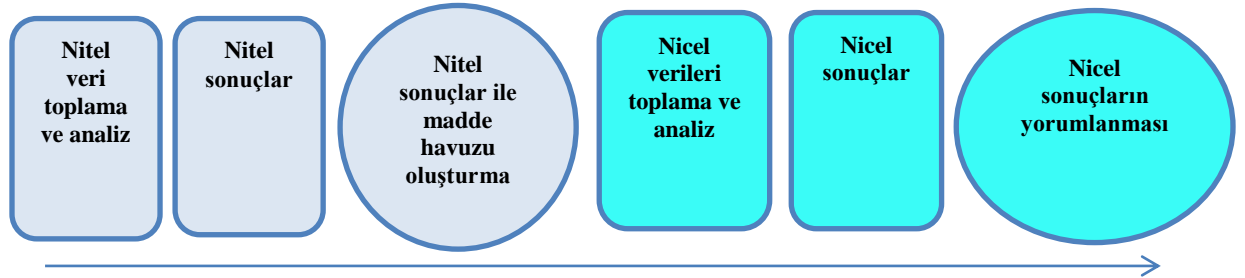 Nitel
veri
toplama
ve analiz
Nitel
sonuçlar
Nitel
sonuçlar ile
madde
havuzu
oluşturma
Nicel
verileri
toplama ve
analiz
Nicel
sonuçlar
Nicel
sonuçların
yorumlanması